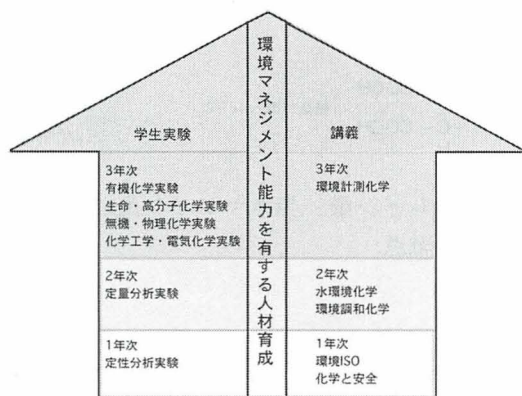 環境マネジメント能力を有する人材育成
学生実験
3年次
有機化学実験
生命・高分子化学実験
無機・物理化学実験
化学工学・電気化学実験
2年次
定量分析実験
1年次
定性分析実験
講義
3年次
環境計測化学
2年次
水環境化学
環境調和化学
1年次
環境ISO
化学と安全